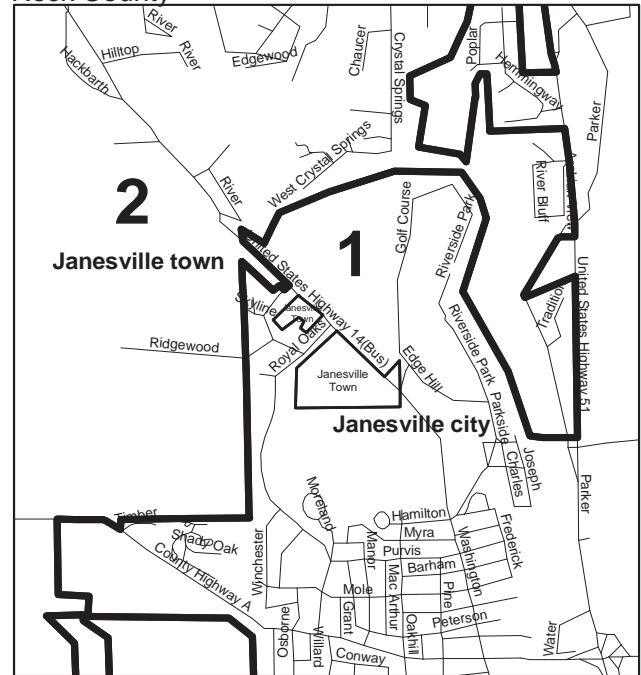 River
Hilltop
River
Hackbarth
Edgewood
Chaucer
Crystal Springs
Poplar
Hemmingway
Parker
West Crystal Springs
River
River Bluff
2
1
Janesville town
Golf Course
Riverside Park
United States Highway 14(Bus)
United States Highway 51
Tradition
Skyline
Janesville
Town
Ridgewood
Royal Oaks
Riverside Park
Edge Hill
Janesville
Town
Parkside
Janesville city
Joseph
Charles
Moreland
Parker
Timber
Shady Oak
County Highway A
Winchester
Hamilton
Myra
Manor
Purvis
Washington
Frederick
Barham
Mole
Mac Arthur
Pine
Grant
Peterson
Osborne
Willard
Oakhill
Conway
Water